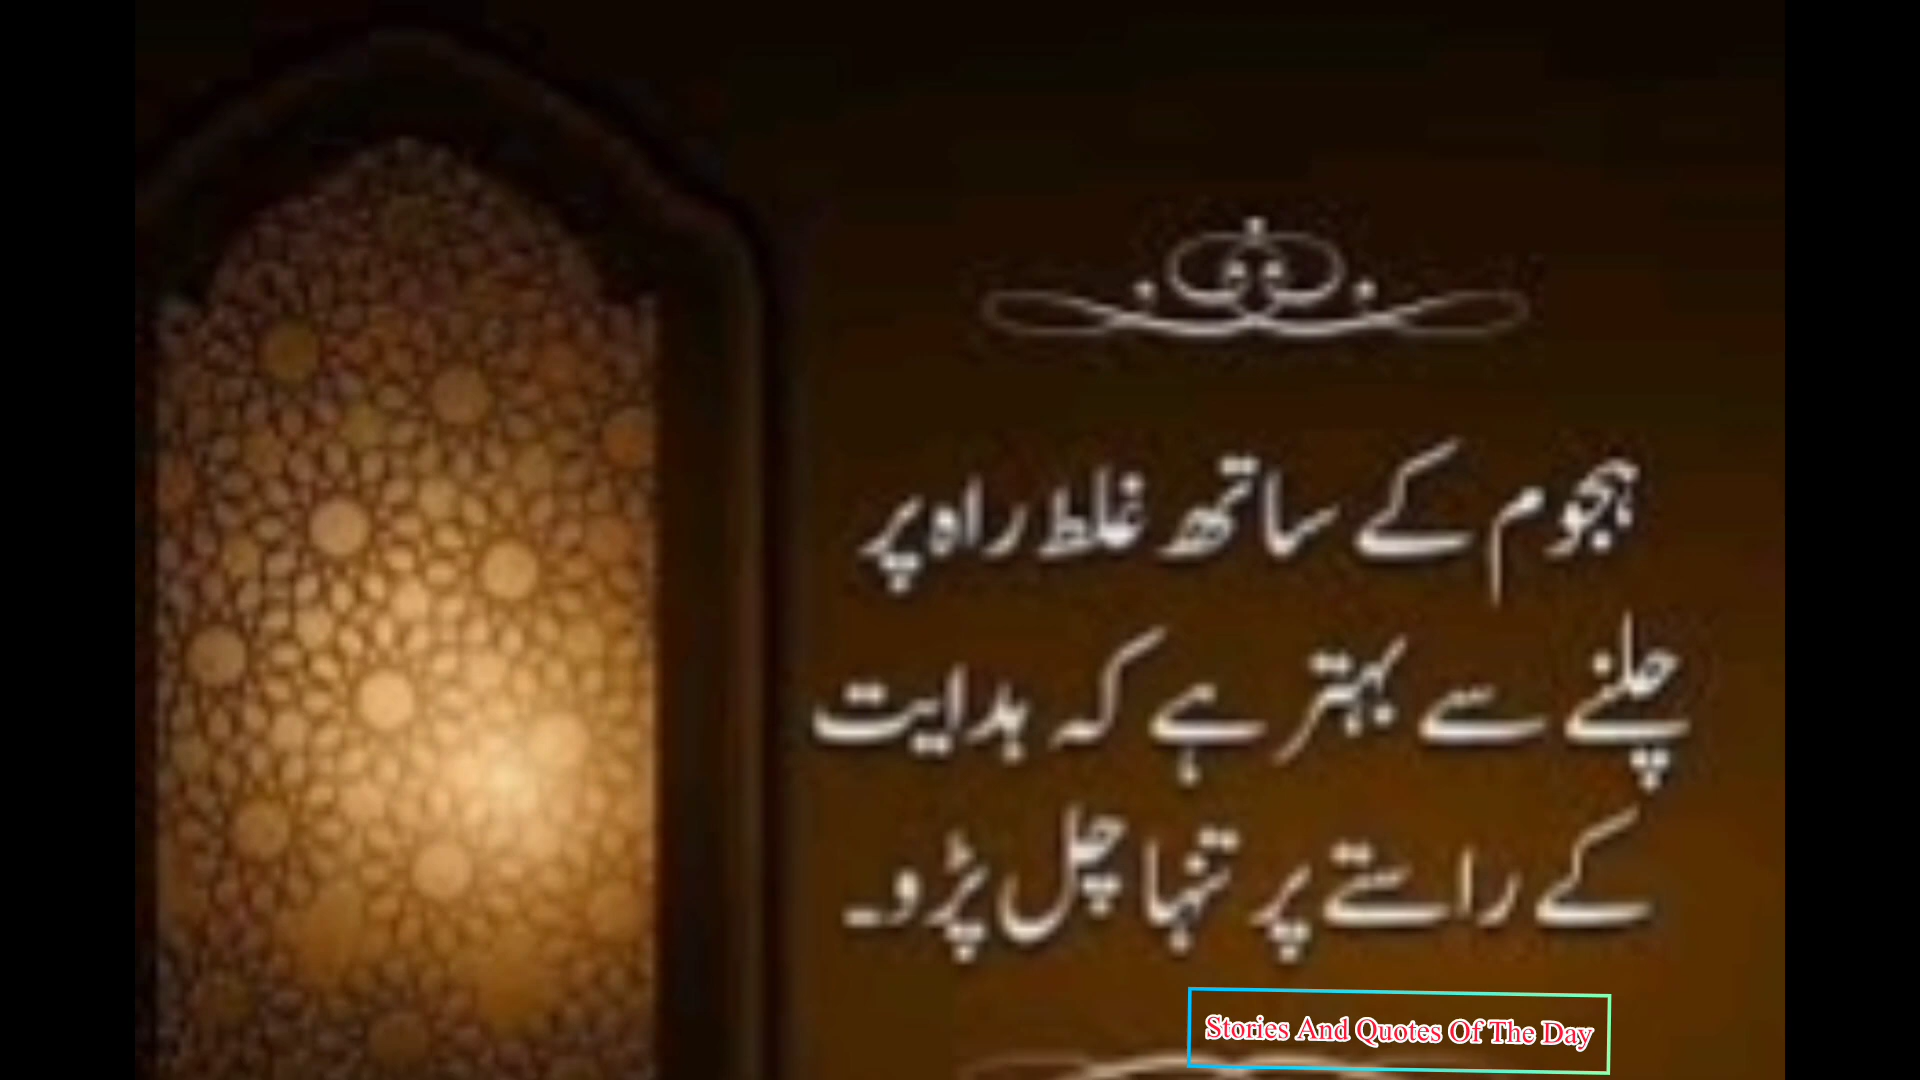 ہجوم کے ساتھ غلط راہ پر
چلنے سے بہتر ہے کہ ہدایت
کے راستے پر تنہا چل پڑو۔
Stories And Quotes Of The Day